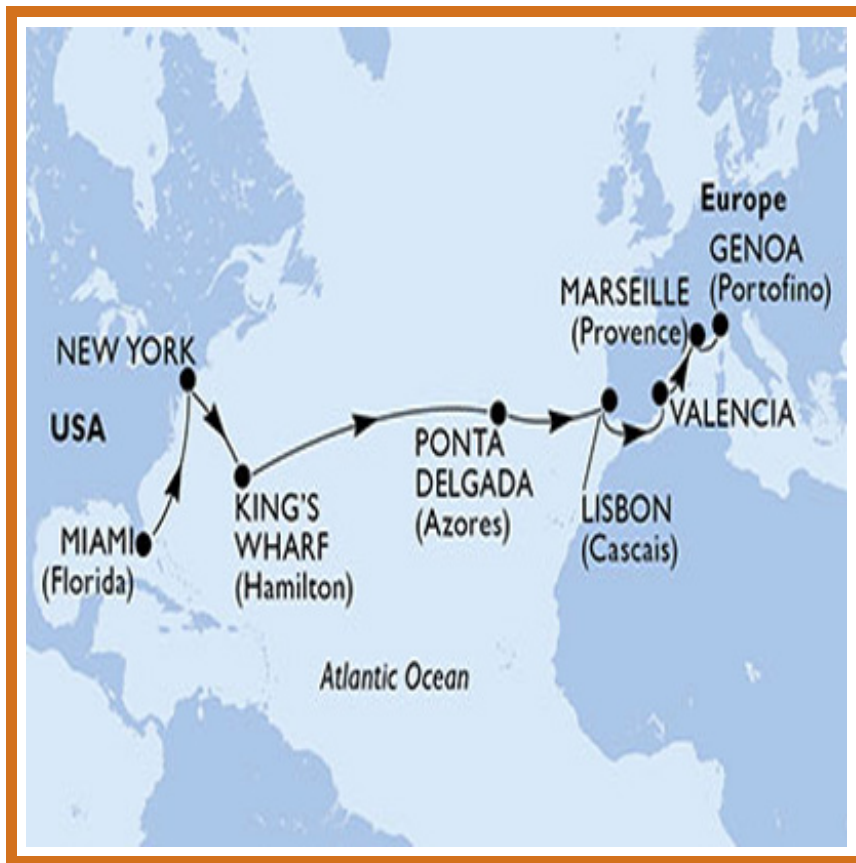 Europe
GENOA
(Portofino)
MARSEILLE
(Provence)
NEW YORK
USA
VALENCIA
PONTA
DELGADA
(Azores)
LISBON
(Cascais)
KING'S
WHARF
(Hamilton)
MIAMI
(Florida)
Atlantic Ocean